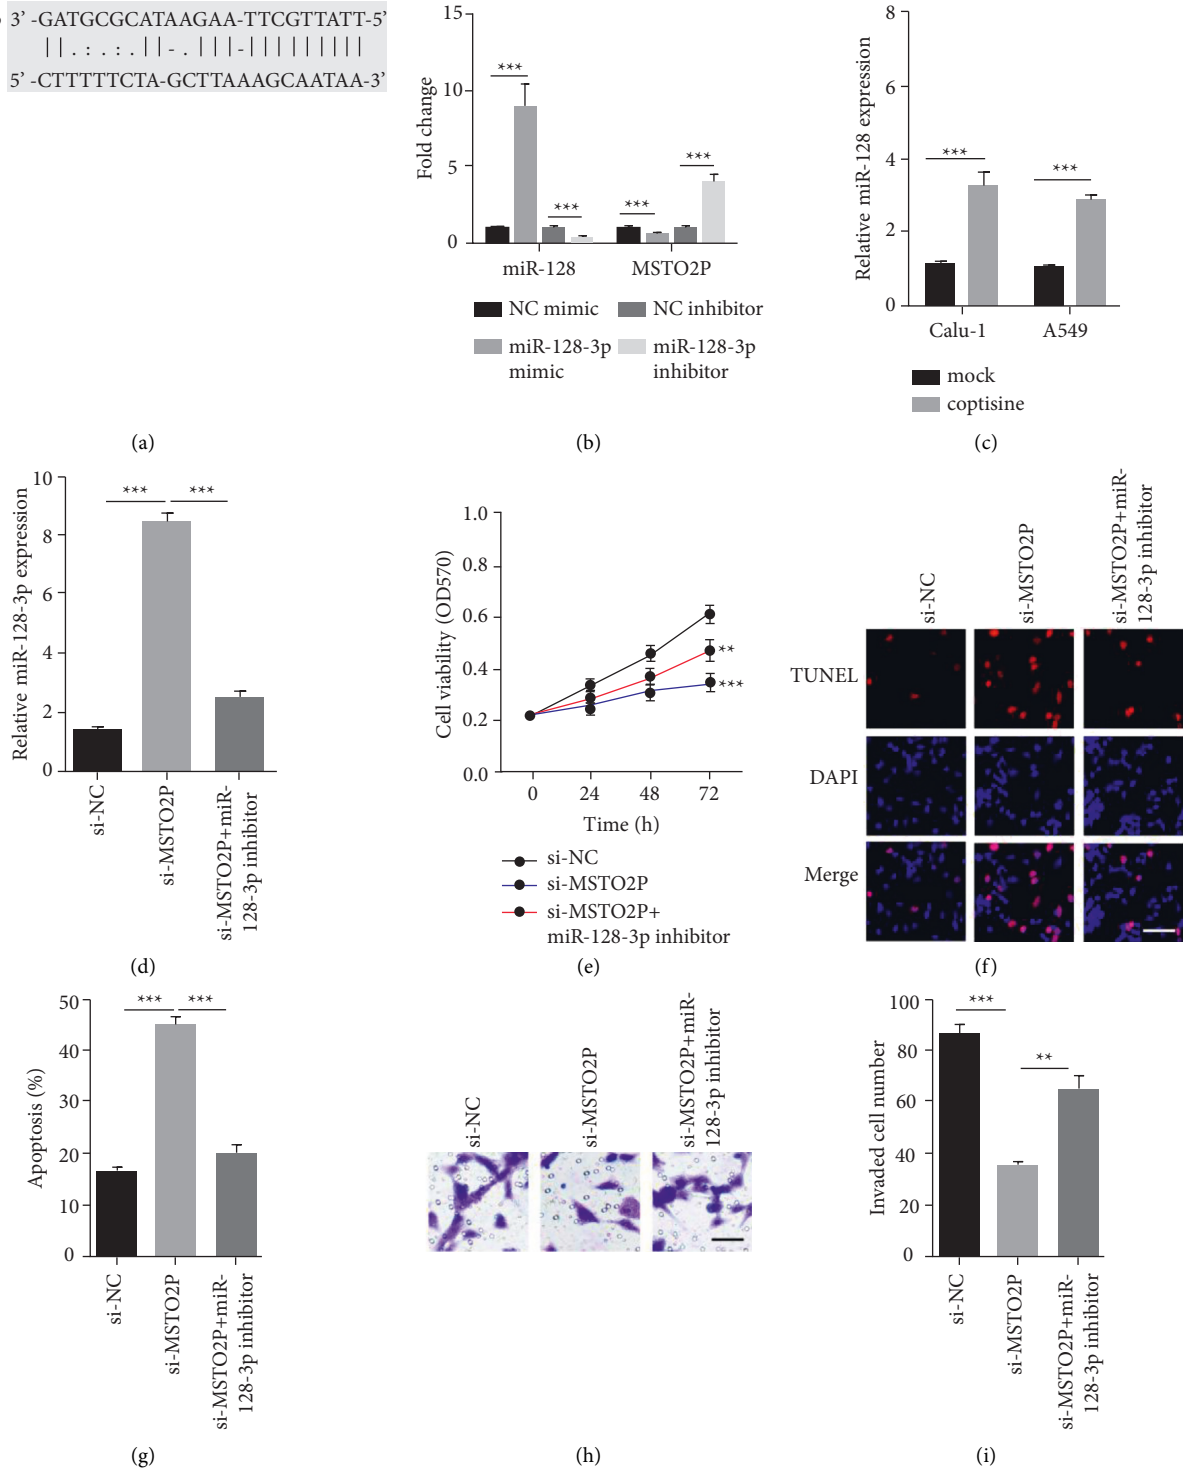 3’ -GATGCGCATAAGAA-TTCGTTATT-5’
||.:.:.||-.|||-|||||||||
5’ -CTTTTTCTA-GCTTAAAGCAATAA-3’
(a)
15
10
5
0
Fold change
***
***
***
***
miR-128
MSTO2P
NC mimic
NC inhibitor
miR-128-3p
mimic
miR-128-3p
inhibitor
(b)
8
6
4
2
0
Relative miR-128 expression
***
***
Calu-1
A549
mock
coptisine
(c)
10
8
6
4
2
0
Relative miR-128-3p expression
***
***
si-NC
si-MSTO2P
si-MSTO2P+miR-
128-3p inhibitor
(d)
1.0
0.8
0.6
0.4
0.2
0.0
Cell viability (OD570)
**
***
0
24
48
72
Time (h)
si-NC
si-MSTO2P
si-MSTO2P+
miR-128-3p inhibitor
(e)
si-NC
si-MSTO2P
si-MSTO2P+miR-
128-3p inhibitor
TUNEL
DAPI
Merge
(f)
50
40
30
20
10
0
Apoptosis (%)
***
***
si-NC
si-MSTO2P
si-MSTO2P+miR-
128-3p inhibitor
(g)
si-NC
si-MSTO2P
si-MSTO2P+miR-
128-3p inhibitor
(h)
100
80
60
40
20
0
Invaded cell number
***
**
si-NC
si-MSTO2P
si-MSTO2P+miR-
128-3p inhibitor
(i)